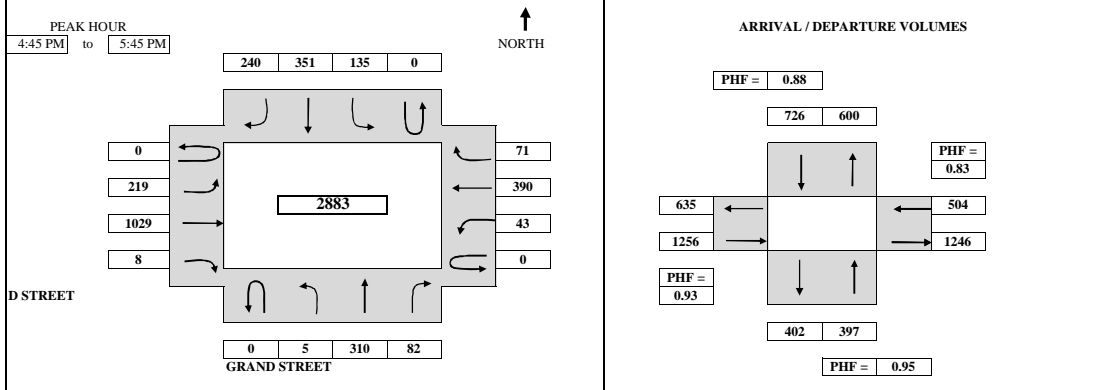 PEAK HOUR
4:45 PM to 5:45 PM
NORTH
240 351 135 0
0
219
1029
8
2883
71
390
43
0
D STREET
0 5 310 82
GRAND STREET
ARRIVAL / DEPARTURE VOLUMES
PHF = 0.88
726 600
PHF =
0.83
635
1256
504
1246
PHF =
0.93
402 397
PHF = 0.95